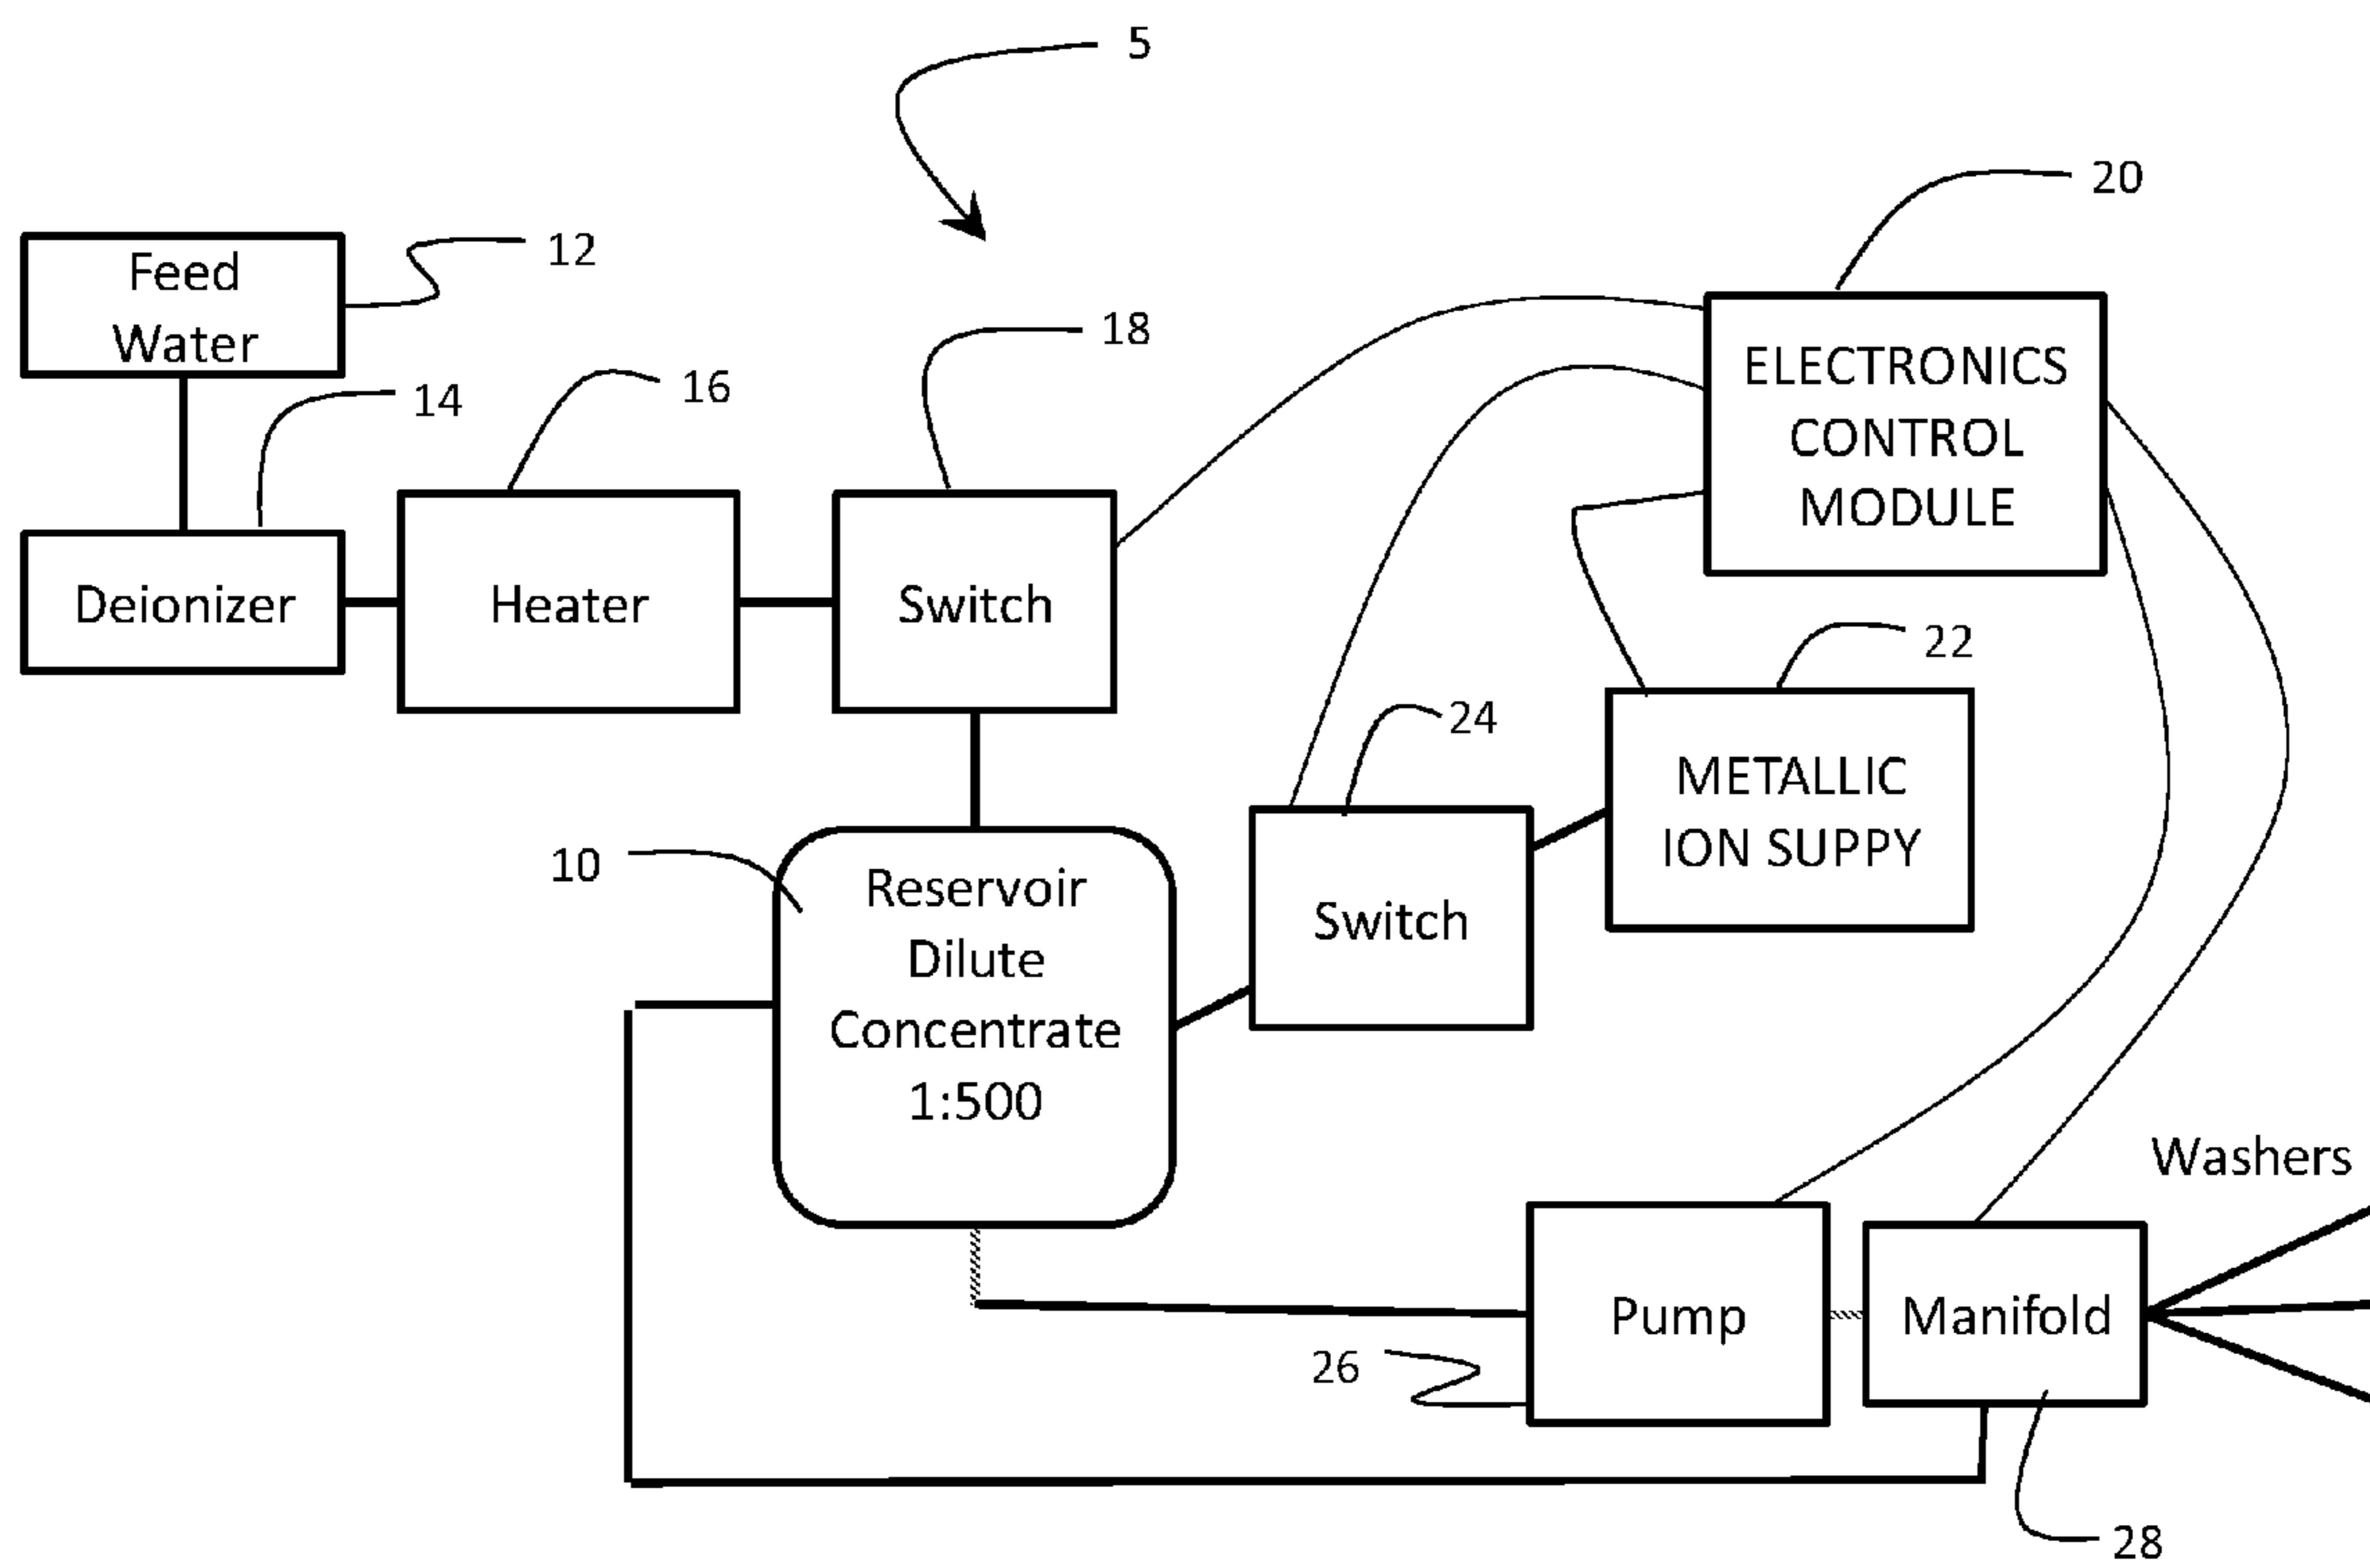 5
20
Feed
Water
12
18
ELECTRONICS
CONTROL
MODULE
14
16
Deionizer
Heater
Switch
22
24
METALLIC
ION SUPPY
10
Reservoir
Dilute
Concentrate
1:500
Switch
Washers
Pump
Manifold
26
28